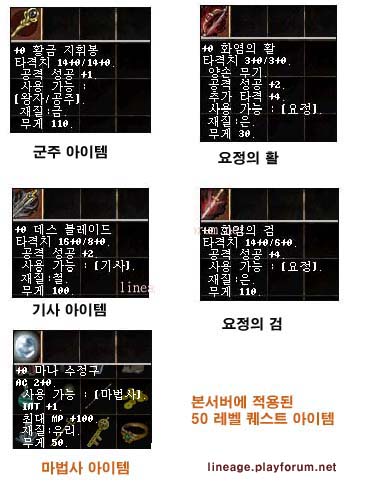 +0 황금 지휘봉
타격치 14+0/14+0.
공격 성공 +1.
사용 가능 :
[왕자/공주].
재질:금.
무게 110.
군주 아이템
+0 화염의 활
타격치 3+0/3+0.
양손 무기.
공격 성공 +2.
추가 타격 +4.
사용 가능 : [요정].
재질:은.
무게 30.
요정의 활
+0 데스 블레이드
타격치 16+0/8+0.
공격 성공 +2.
사용 가능 : [기사].
재질:철.
무게 100.
기사 아이템
+0 화염의 검
타격치 14+0/6+0.
공격 성공 +4.
사용 가능 : [요정].
재질:은.
무게 90.
요정의 검
+0 마나 수정구
AC 2+0.
사용 가능 : [마법사].
INT +1.
최대 MP +100.
재질:유리.
무게 50.
마법사 아이템
본서버에 적용된
50 레벨 퀘스트 아이템
lineage.playforum.net